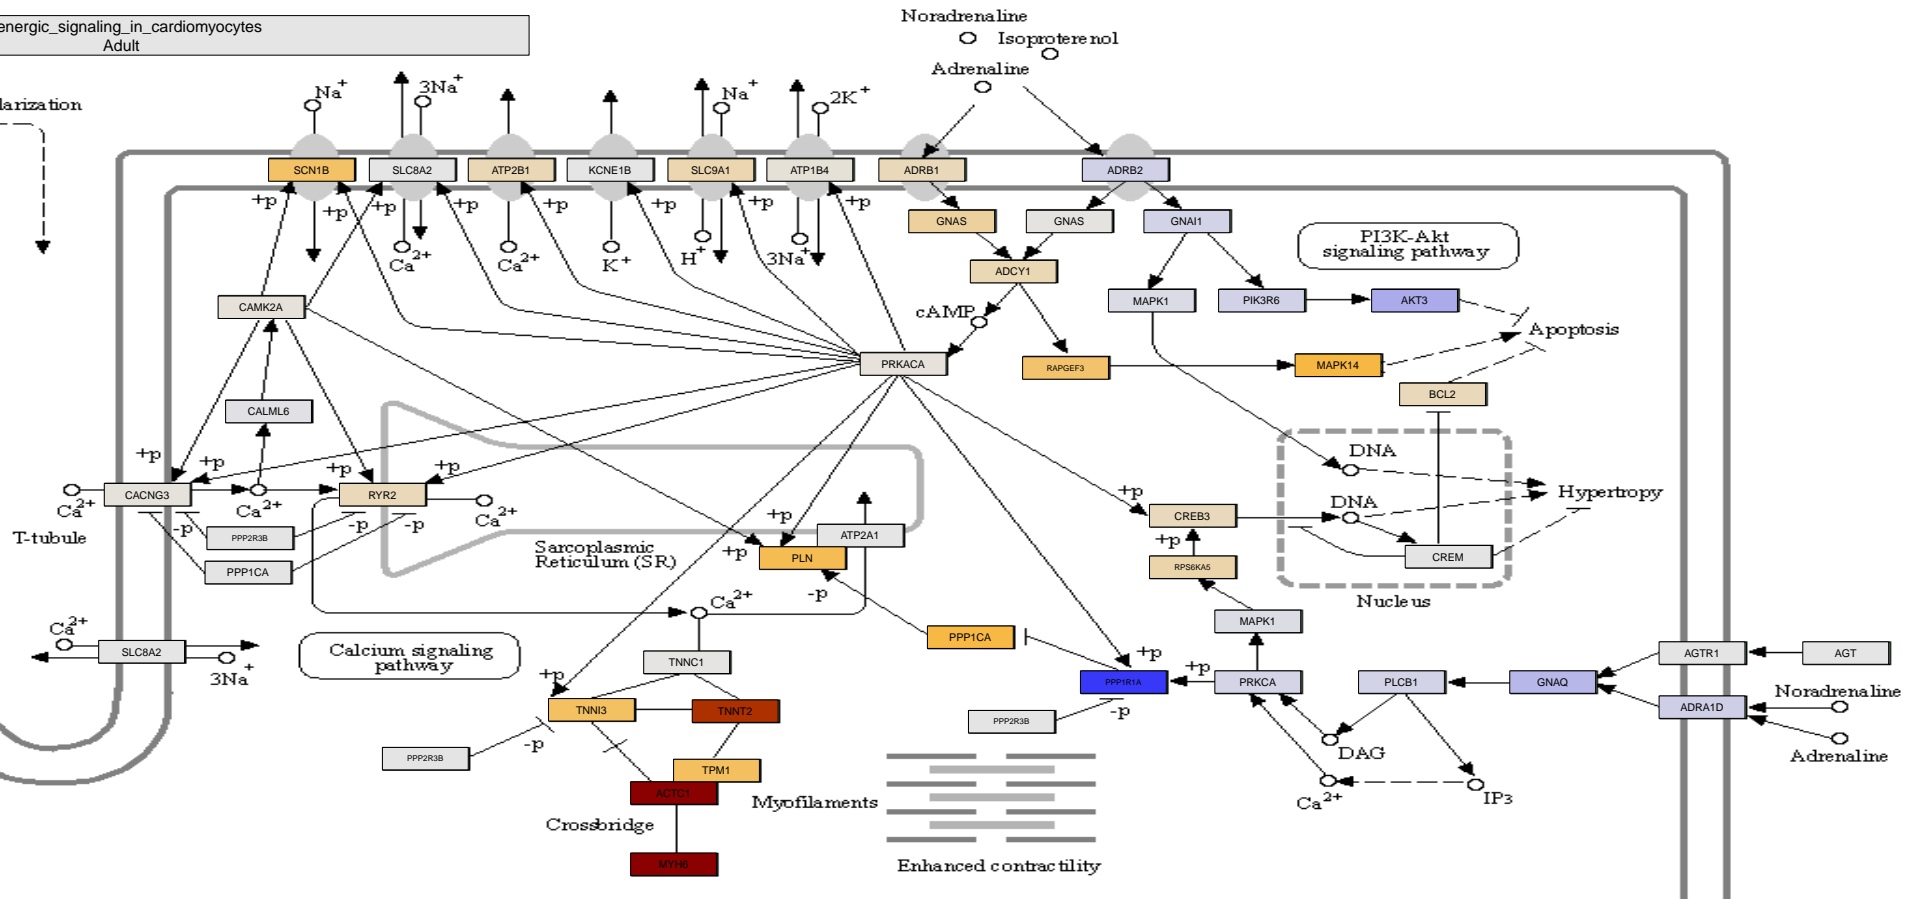 energic_signaling_in_cardiomyocytes
Adult
Noradrenaline
Isoproterenol
Adrenaline
larization
Na+
3Na+
Na+
2K+
SCN1B
SLC8A2
ATP2B1
KCNE1B
SLC9A1
ATP1B4
ADRB1
ADRB2
+p
+p
+p
+p
+p
+p
+p
+p
GNAS
GNAS
GNAI1
Ca2+
Ca2+
K+
H+
3Na+
PI3K-Akt
signaling pathway
ADCY1
CAMK2A
cAMP
MAPK1
PIK3R6
AKT3
Apoptosis
PRKACA
RAPGEF3
MAPK14
BCL2
CALML6
+p
+p
+p
+p
DNA
CACNG3
RYR2
Ca2+
Ca2+
Ca2+
+p
DNA
Hypertropy
T-tubule
-p
-p
-p
PPP2R3B
PPP1CA
+p
+p
ATP2A1
PLN
-p
Sarcoplasmic
Reticulum (SR)
CREB3
+p
RPS6KA5
CREM
Nucleus
Ca2+
SLC8A2
3Na+
Ca2+
Calcium signaling
pathway
TNNC1
PPP1CA
MAPK1
AGTR1
AGT
+p
+p
+p
PPP1R1A
PRKCA
PLCB1
GNAQ
Noradrenaline
ADRA1D
TNNI3
TNNT2
PPP2R3B
-p
-p
PPP2R3B
DAG
Adrenaline
TPM1
ACTC1
Myofilaments
Ca2+
IP3
Crossbridge
MYH6
Enhanced contractility